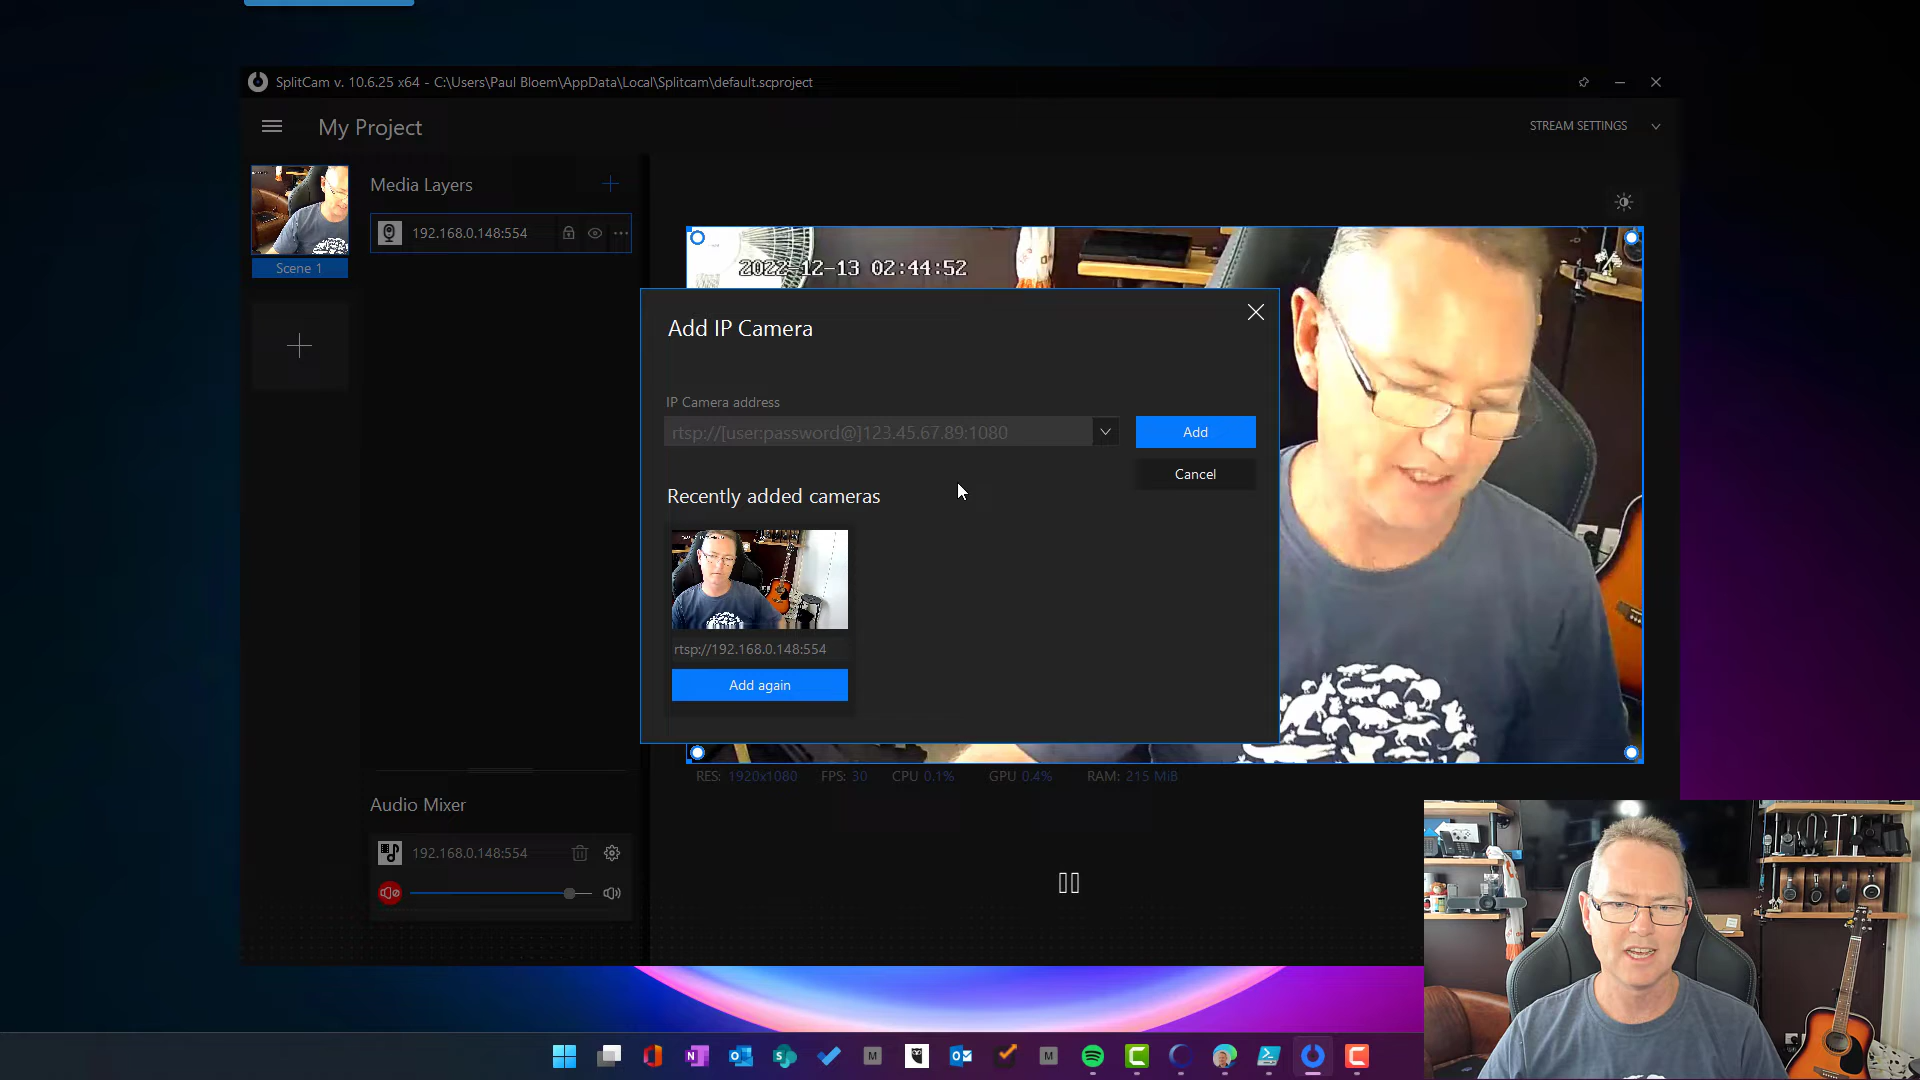 SplitCam v. 10.6.25 x64 - C:\Users\Paul Bloem\AppData\Local\Splitcam\default.scproject
My Project
STREAM SETTINGS
Media Layers
192.168.0.148:554
Scene 1
2022-12-13 02:44:52
Add IP Camera
IP Camera address
rtsp://[user:password@]123.45.67.89:1080
Add
Cancel
Recently added cameras
rtsp://192.168.0.148:554
Add again
RES: 1920x1080 FPS: 30 CPU 0.1% GPU 0.4% RAM: 215 MiB
Audio Mixer
192.168.0.148:554